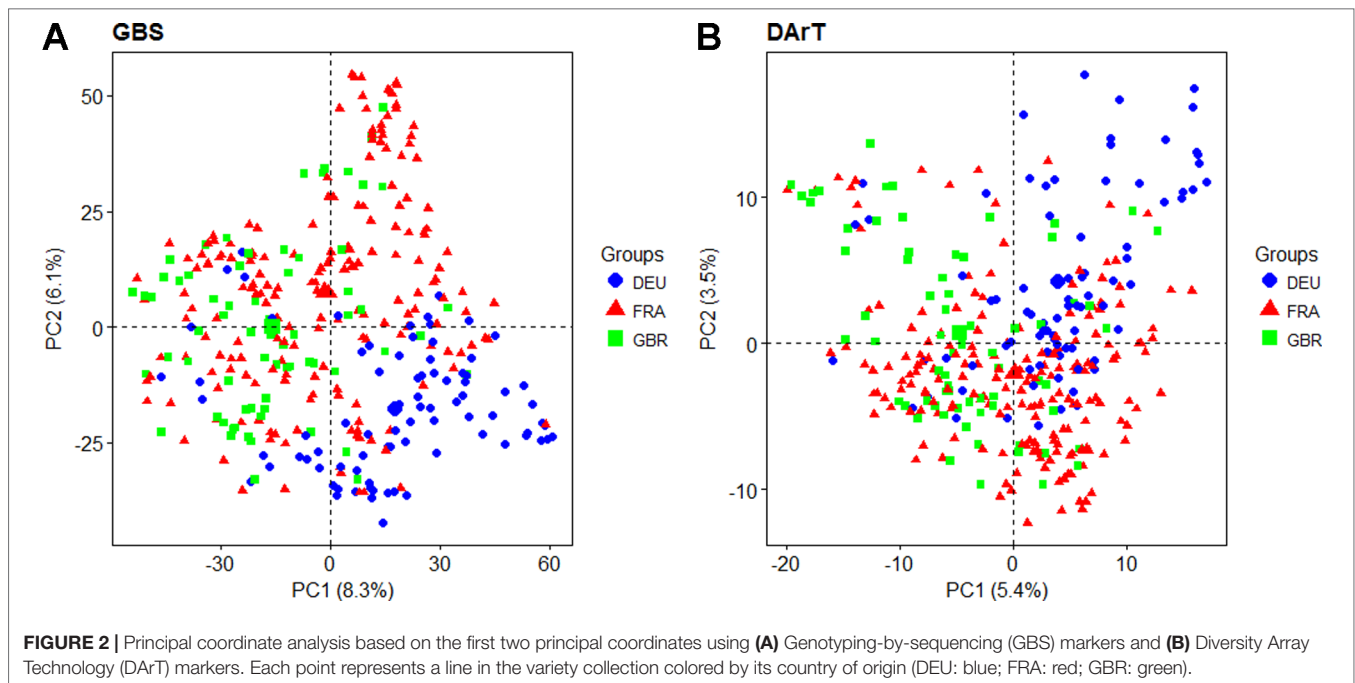 A
GBS
50
25
0
-25
PC2 (6.1%)
-30
0
30
60
PC1 (8.3%)
Groups
DEU
FRA
GBR
B
DArT
10
0
-10
PC2 (3.5%)
-20
-10
0
10
PC1 (5.4%)
Groups
DEU
FRA
GBR
FIGURE 2 | Principal coordinate analysis based on the first two principal coordinates using (A) Genotyping-by-sequencing (GBS) markers and (B) Diversity Array
Technology (DArT) markers. Each point represents a line in the variety collection colored by its country of origin (DEU: blue; FRA: red; GBR: green).